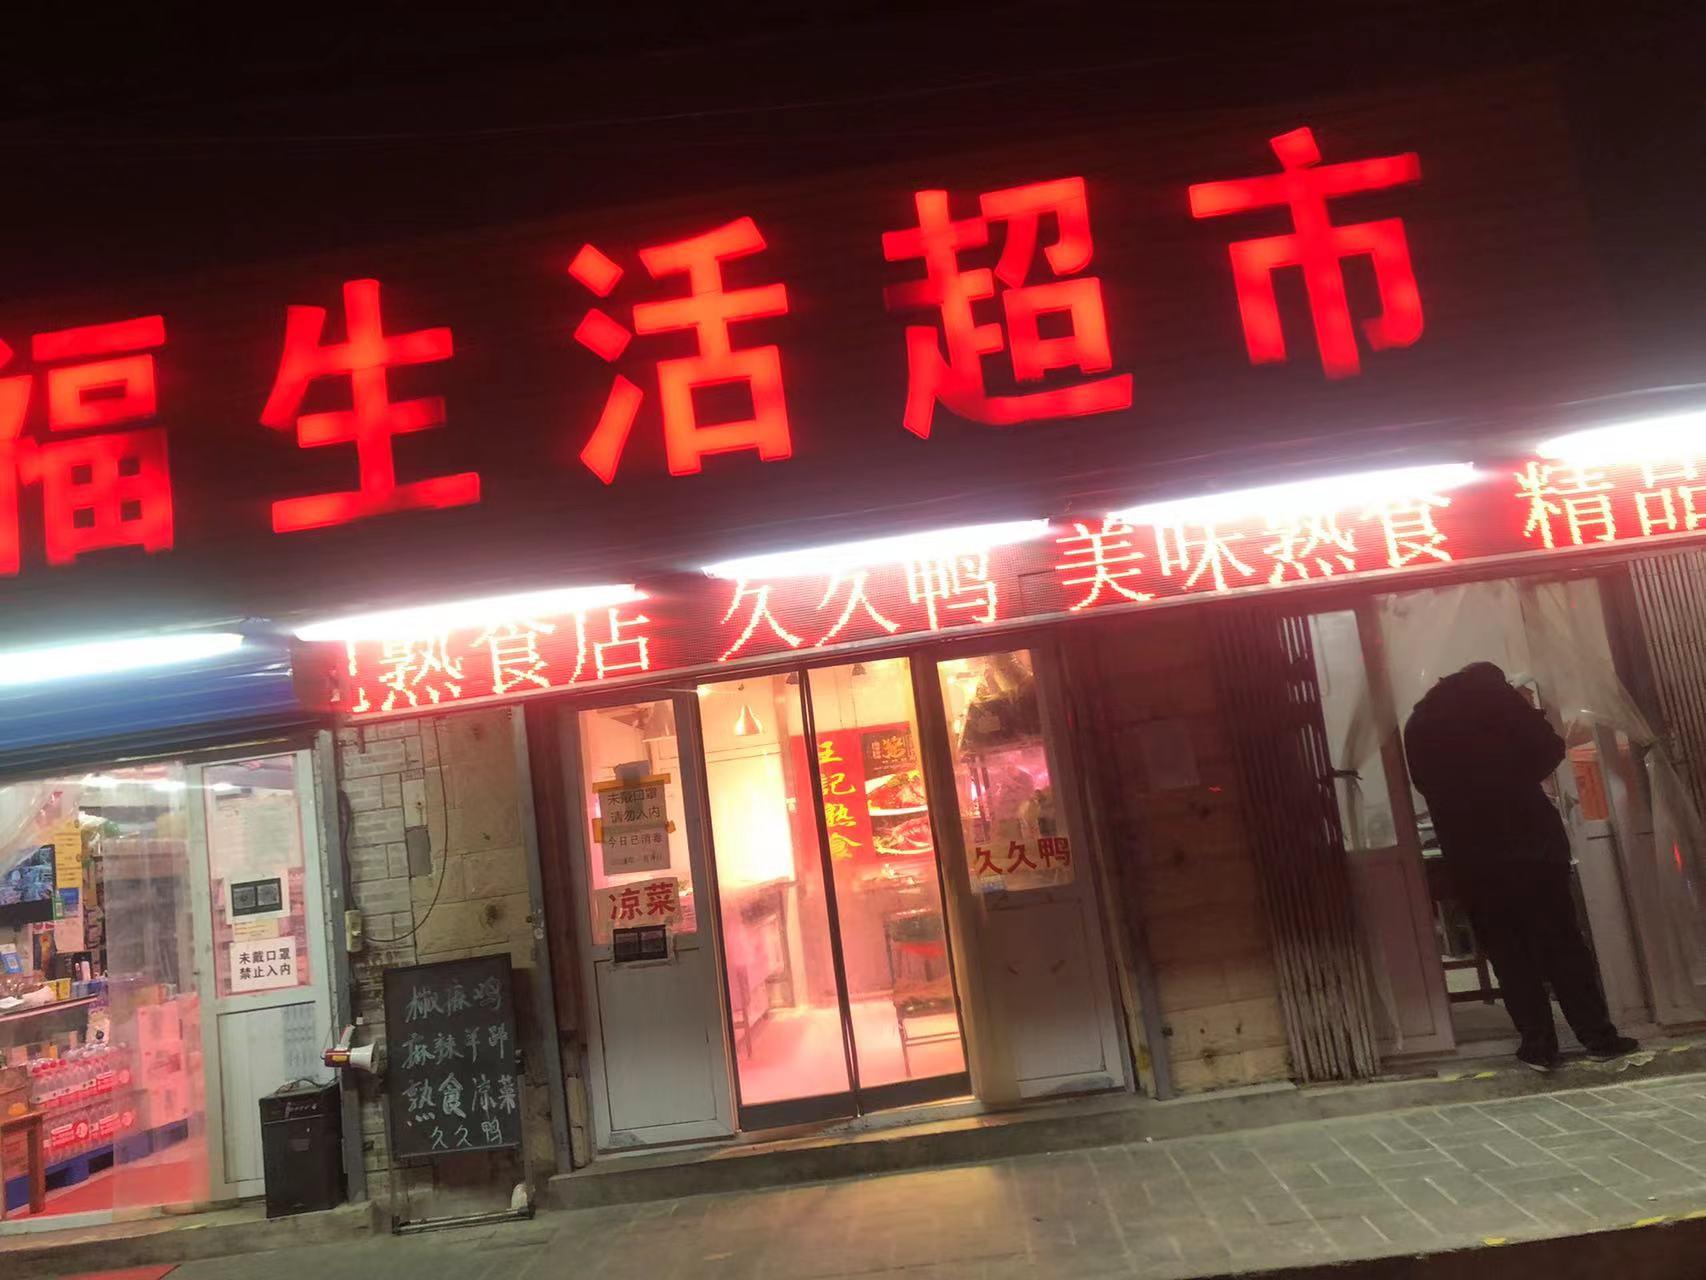 福生活超市
熟食店 久久鸭 美味熟食 精品
王記熟食
未戴口罩
请勿入内
今日已消毒
凉菜
久久鸭
未戴口罩
禁止入内
椒麻鸡
麻辣羊蹄
熟食凉菜
久久鸭